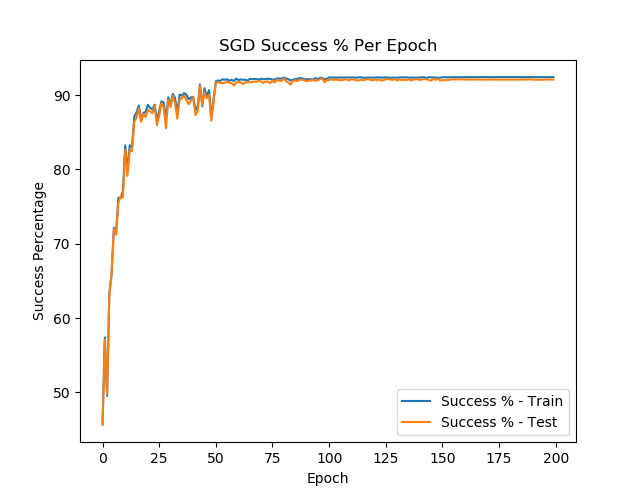 SGD Success % Per Epoch
Success Percentage
90
80
70
60
50
0 25 50 75 100 125 150 175 200
Epoch
Success % - Train
Success % - Test